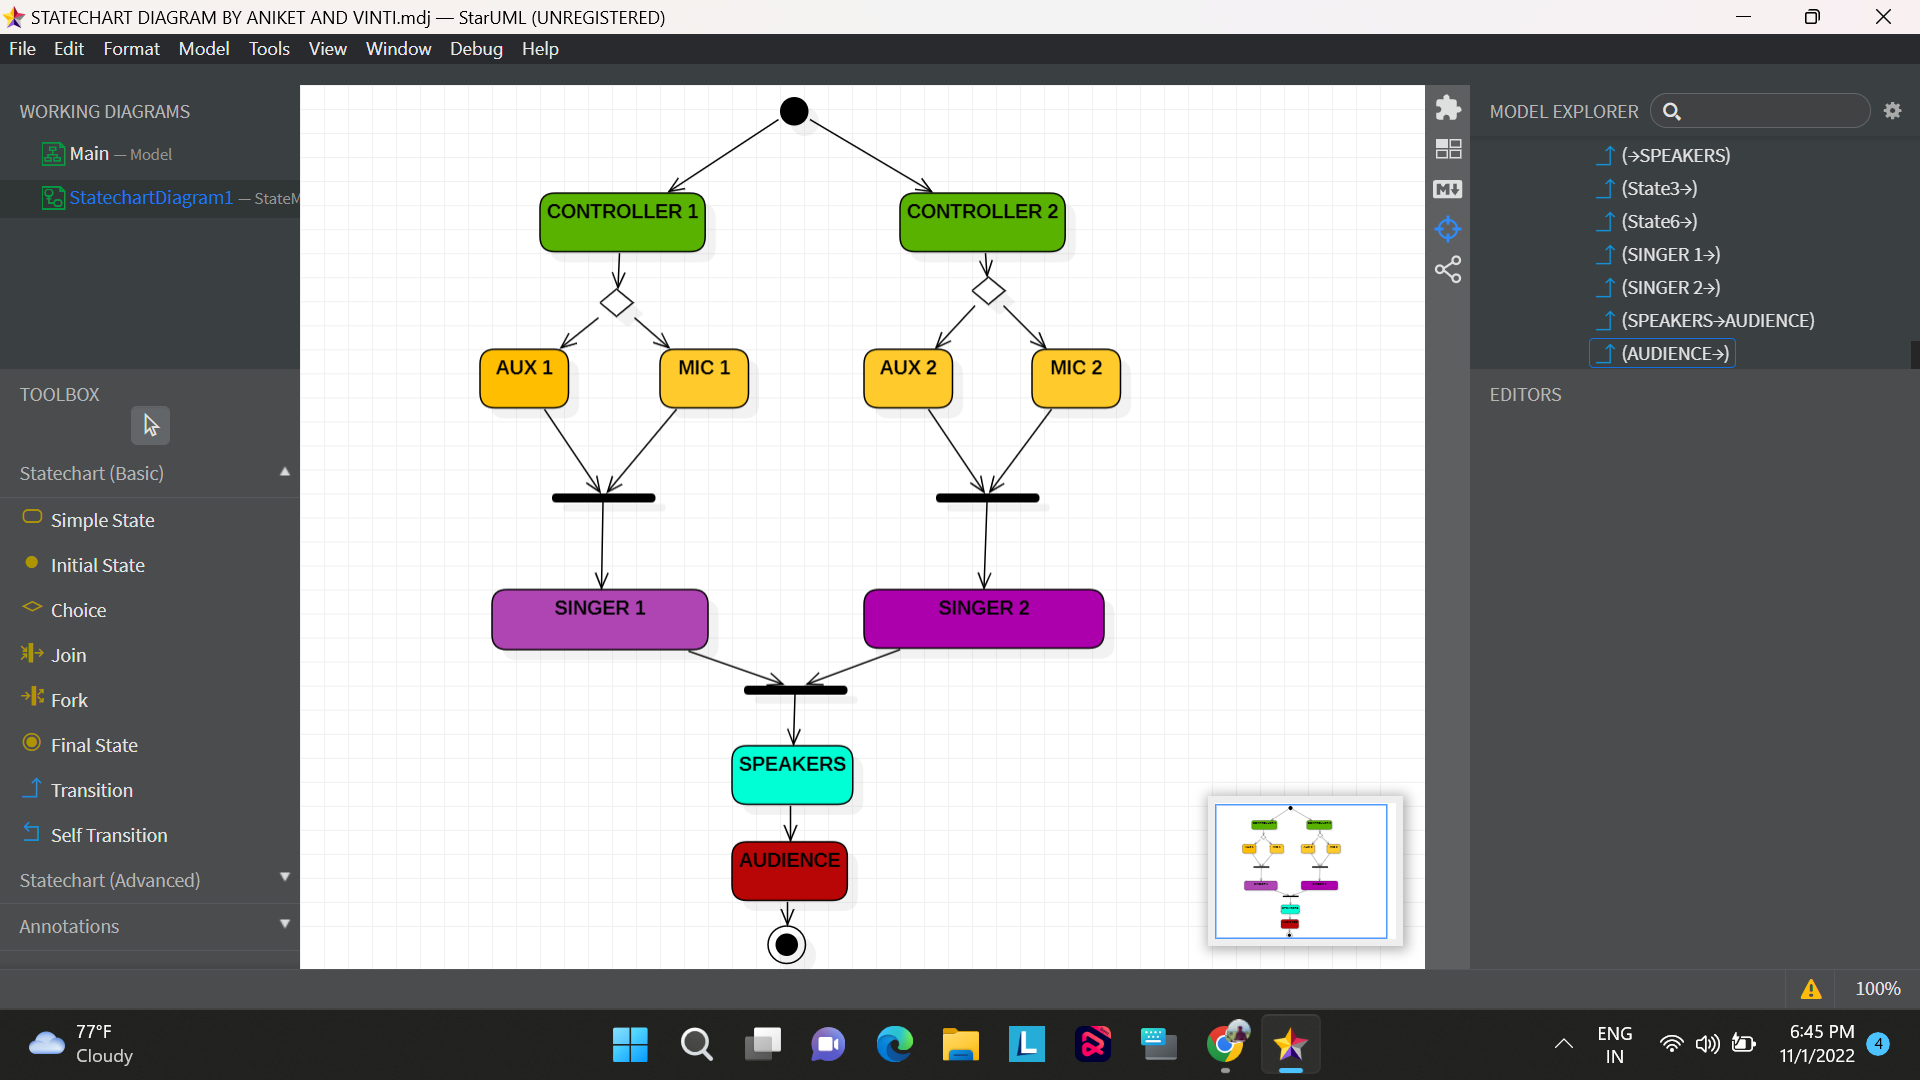 STATECHART DIAGRAM BY ANIKET AND VINTI.mdj — StarUML (UNREGISTERED)
File Edit Format Model Tools View Window Debug Help
WORKING DIAGRAMS
Main — Model
StatechartDiagram1 — StateM
TOOLBOX
Statechart (Basic)
Simple State
Initial State
Choice
Join
Fork
Final State
Transition
Self Transition
Statechart (Advanced)
Annotations
CONTROLLER 1 CONTROLLER 2
AUX 1 MIC 1 AUX 2 MIC 2
SINGER 1 SINGER 2
SPEAKERS
AUDIENCE
M
MODEL EXPLORER
(→SPEAKERS)
(State3→)
(State6→)
(SINGER 1→)
(SINGER 2→)
(SPEAKERS→AUDIENCE)
(AUDIENCE→)
EDITORS
100%
77°F
Cloudy
L
ENG
IN
6:45 PM
11/1/2022
4